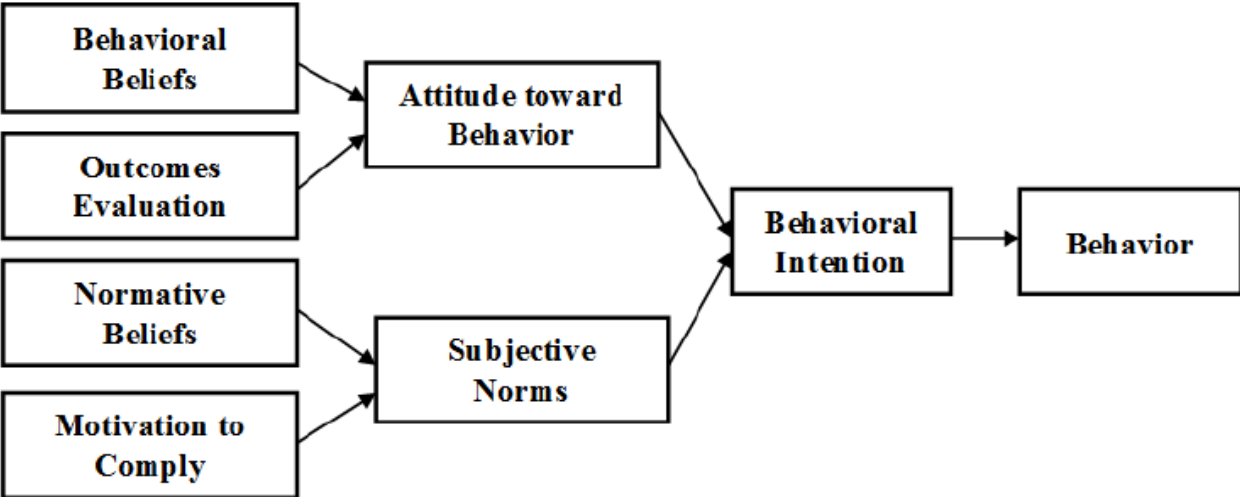 Behavioral
Beliefs
Outcomes
Evaluation
Normative
Beliefs
Motivation to
Comply
Attitude toward
Behavior
Subjective
Norms
Behavioral
Intention
Behavior